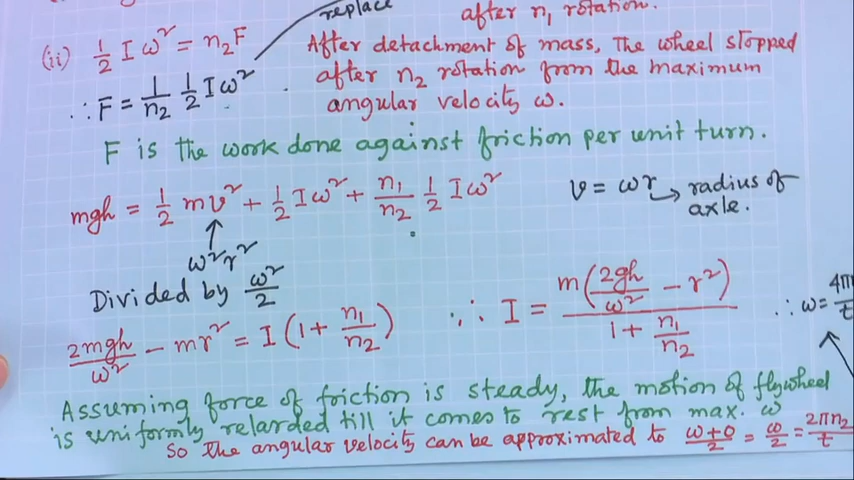 replace
after n₁ rotation.
(ii) 1/2 I ω² = n₂F
After detachment of mass, The wheel stopped
after n₂ rotation from the maximum
angular velocity ω.
∴ F = 1/n₂ 1/2 Iω²
F is the work done against friction per unit turn.
mgh = 1/2 mv² + 1/2 Iω² + n₁/n₂ 1/2 Iω²
v = ωr → radius of
axle.
ω²r²
Divided by ω²/2
2mgh/ω² - mr² = I (1 + n₁/n₂)
∵∴ I = m(2gh/ω² - r²) / 1 + n₁/n₂
∴ ω = 4π
t
Assuming force of friction is steady, the motion of flywheel
is uniformly relarded till it comes to rest from max. ω
So the angular velocity can be approximated to ω+0/2 = ω/2 = 2πn₂/t